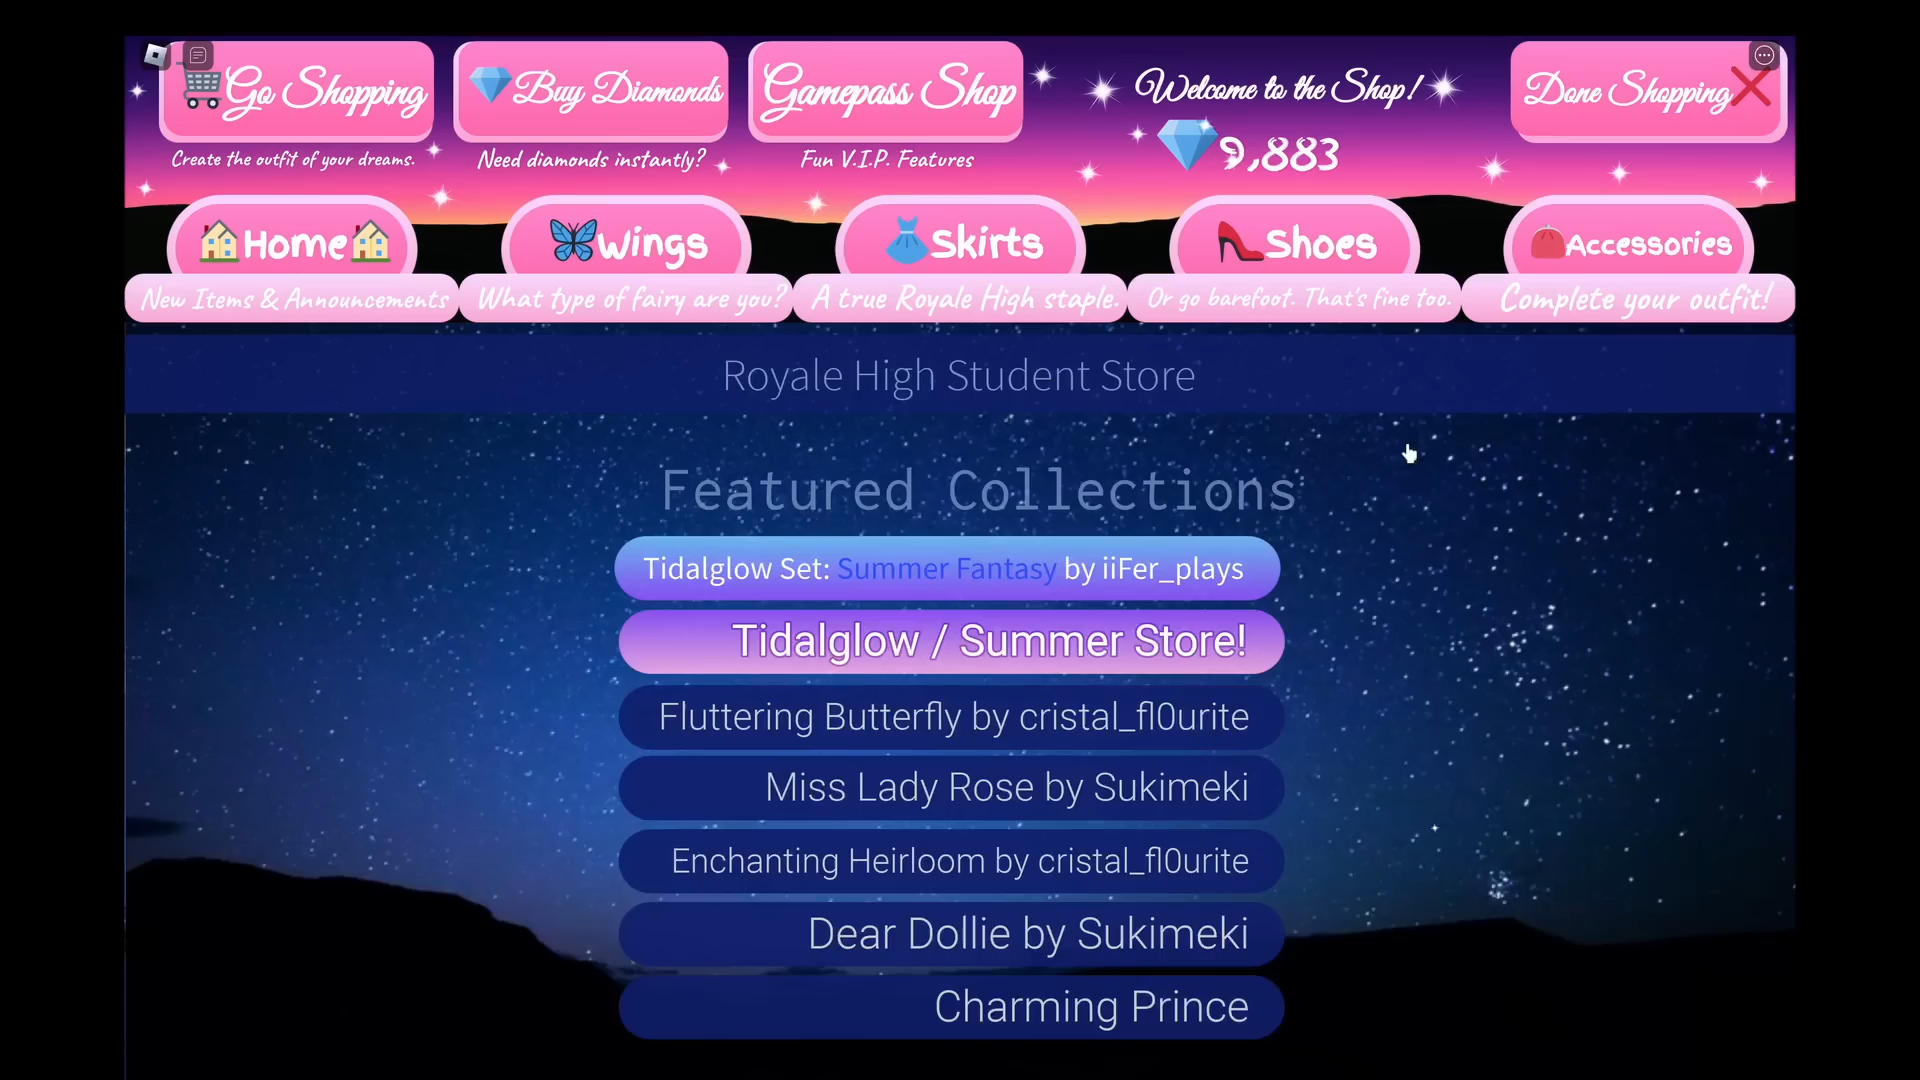 Go Shopping
Create the outfit of your dreams.
Buy Diamonds
Need diamonds instantly?
Gamepass Shop
Fun V.I.P. Features
Welcome to the Shop!
9,883
Done Shopping
Home
New Items & Announcements
Wings
What type of fairy are you?
Skirts
A true Royale High staple.
Shoes
Or go barefoot. That's fine too.
Accessories
Complete your outfit!
Royale High Student Store
Featured Collections
Tidalglow Set: Summer Fantasy by iiFer_plays
Tidalglow / Summer Store!
Fluttering Butterfly by cristal_fl0urite
Miss Lady Rose by Sukimeki
Enchanting Heirloom by cristal_fl0urite
Dear Dollie by Sukimeki
Charming Prince